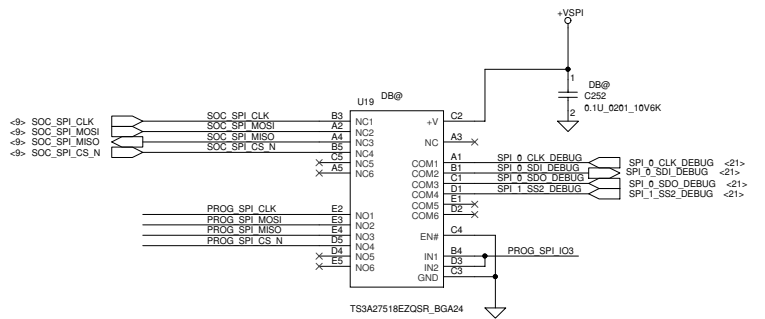 +VSPI
1
DB@
C252
0.1U_0201_10V6K
2
DB@
U19
<9> SOC_SPI_CLK SOC_SPI_CLK B3 NC1 +V C2
<9> SOC_SPI_MOSI SOC_SPI_MOSI A2 NC2
<9> SOC_SPI_MISO SOC_SPI_MISO A4 NC3 NC A3
<9> SOC_SPI_CS_N SOC_SPI_CS_N B5 NC4
C5 NC5 COM1 A1 SPI_0_CLK_DEBUG SPI_0_CLK_DEBUG <21>
A5 NC6 COM2 B1 SPI_0_SDI_DEBUG SPI_0_SDI_DEBUG <21>
COM3 C1 SPI_0_SDO_DEBUG SPI_0_SDO_DEBUG <21>
COM4 D1 SPI_1_SS2_DEBUG SPI_1_SS2_DEBUG <21>
COM5 E1
PROG_SPI_CLK E2 NO1 COM6 D2
PROG_SPI_MOSI E3 NO2
PROG_SPI_MISO E4 NO3 EN# C4
PROG_SPI_CS_N D5 NO4
D4 NO5 IN1 B4 PROG_SPI_IO3
E5 NO6 IN2 D3
GND C3
TS3A27518EZQSR_BGA24